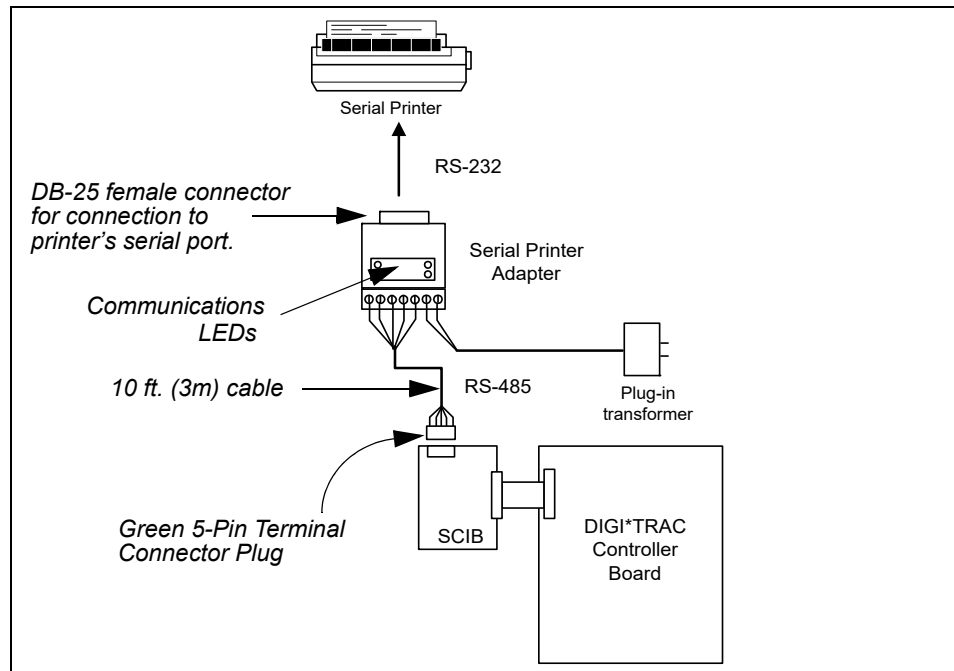 Serial Printer
RS-232
DB-25 female connector
for connection to
printer's serial port.
Serial Printer
Adapter
Communications
LEDs
10 ft. (3m) cable
RS-485
Plug-in
transformer
Green 5-Pin Terminal
Connector Plug
SCIB
DIGI*TRAC
Controller
Board